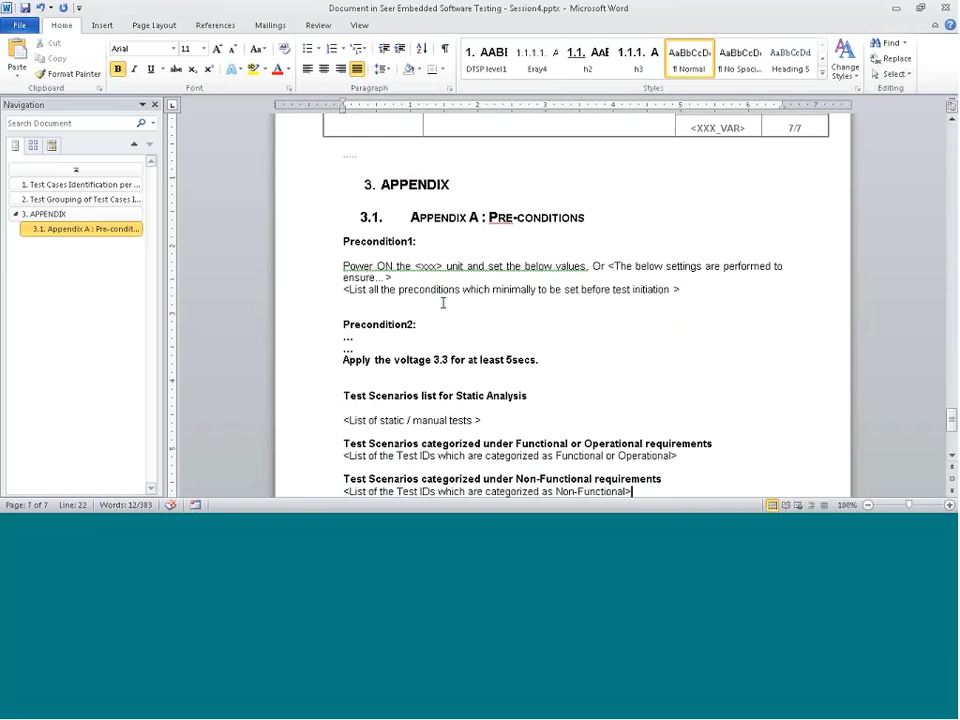 Document in Seer Embedded Software Testing - Session4.pptx - Microsoft Word
File Home Insert Page Layout References Mailings Review View
Paste
Cut
Copy
Format Painter
Clipboard
Arial 11
Font
Paragraph
1. AABI 1.1.1.1. A 1.1. AAE 1.1.1. A AaBbCcD‹ AaBbCcD‹ AaBbCcDd
DTSP level1 Eray4 h2 h3 ¶ Normal ¶ No Spaci... Heading 5
Change Styles
Styles
Find
Replace
Select
Editing
Navigation
Search Document
1. Test Cases Identification per ...
2. Test Grouping of Test Cases I...
3. APPENDIX
3.1. Appendix A : Pre-condit...
<XXX_VAR> 7/7
.....
3. APPENDIX
3.1. APPENDIX A : PRE-CONDITIONS
Precondition1:
Power ON the <xxx> unit and set the below values. Or <The below settings are performed to
ensure... >
<List all the preconditions which minimally to be set before test initiation >
Precondition2:
...
...
Apply the voltage 3.3 for at least 5secs.
Test Scenarios list for Static Analysis
<List of static / manual tests >
Test Scenarios categorized under Functional or Operational requirements
<List of the Test IDs which are categorized as Functional or Operational>
Test Scenarios categorized under Non-Functional requirements
<List of the Test IDs which are categorized as Non-Functional>
Page: 7 of 7 Line: 22 Words: 12/383 100%